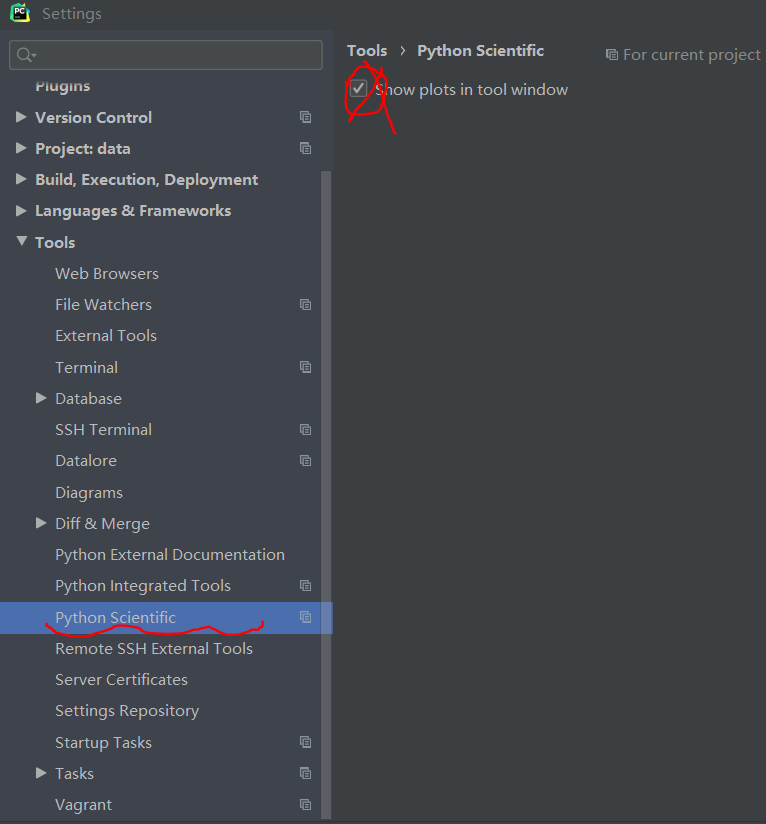 PC
Settings
Tools › Python Scientific
For current project
Show plots in tool window
Plugins
Version Control
Project: data
Build, Execution, Deployment
Languages & Frameworks
Tools
Web Browsers
File Watchers
External Tools
Terminal
Database
SSH Terminal
Datalore
Diagrams
Diff & Merge
Python External Documentation
Python Integrated Tools
Python Scientific
Remote SSH External Tools
Server Certificates
Settings Repository
Startup Tasks
Tasks
Vagrant